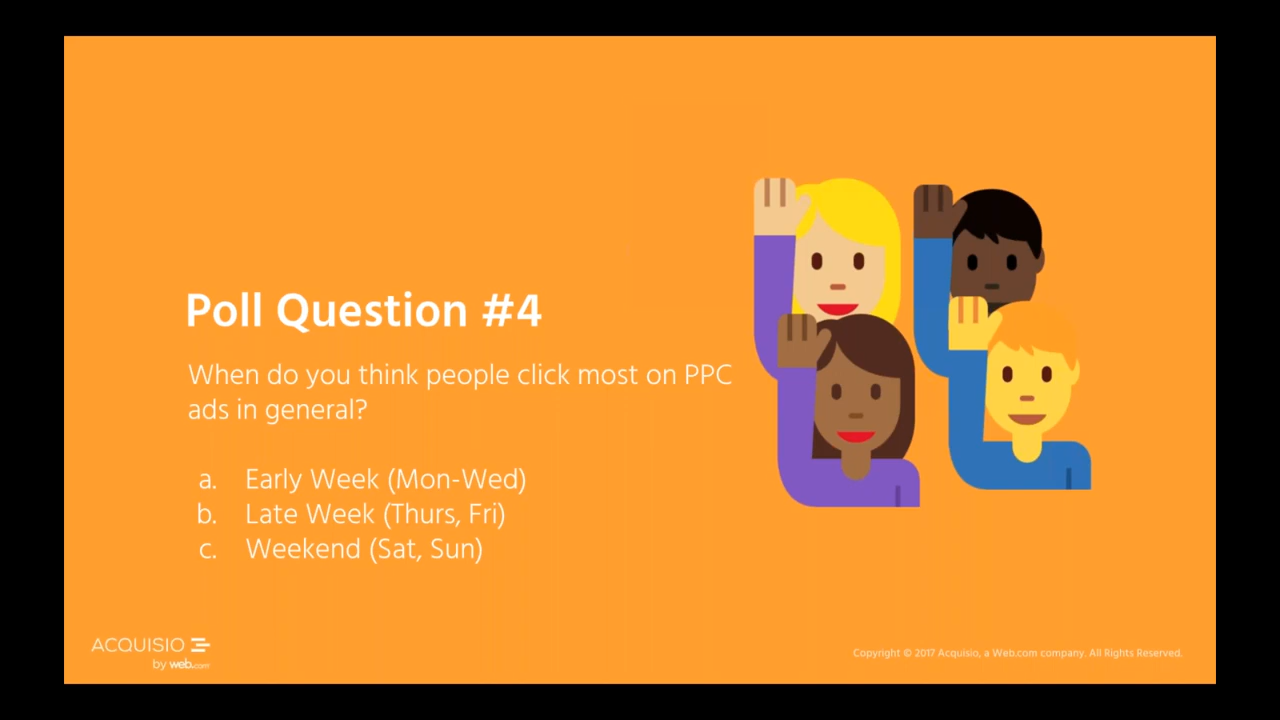 Poll Question #4
When do you think people click most on PPC
ads in general?
a. Early Week (Mon-Wed)
b. Late Week (Thurs, Fri)
c. Weekend (Sat, Sun)
ACQUISIO
by web.com
Copyright © 2017 Acquisio, a Web.com company. All Rights Reserved.